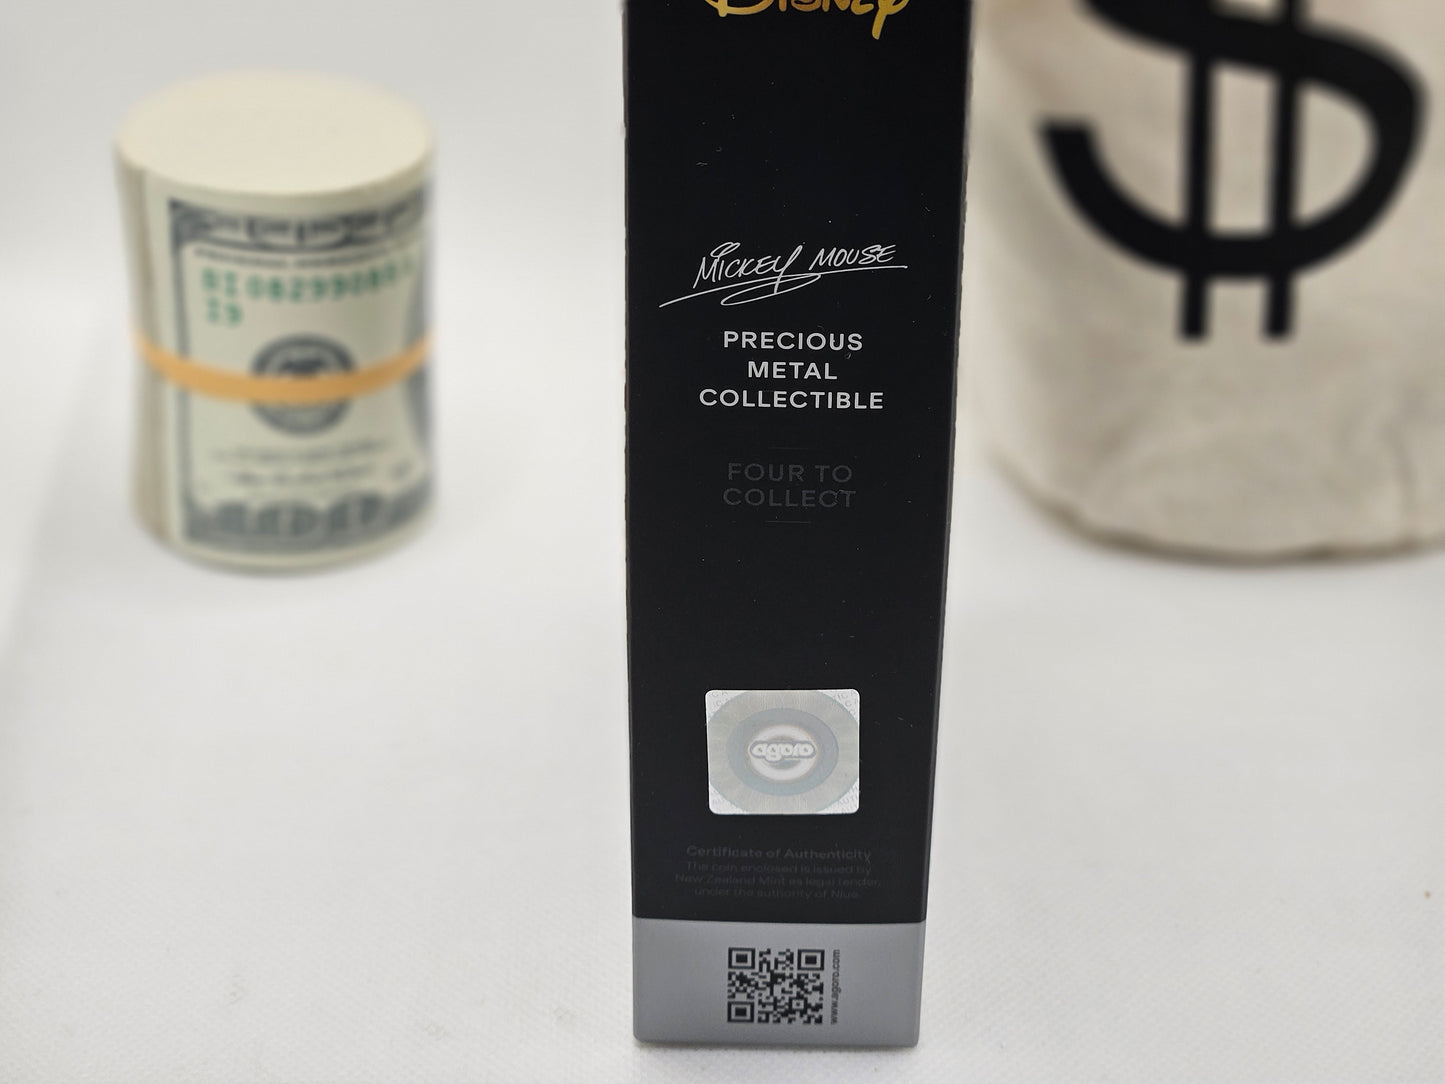 Disney
Mickey Mouse
PRECIOUS
METAL
COLLECTIBLE
FOUR TO
COLLECT
agoro
Certificate of Authenticity
The coin enclosed is issued by
New Zealand Mint as legal tender,
under the authority of Niue.
www.agoro.com
$